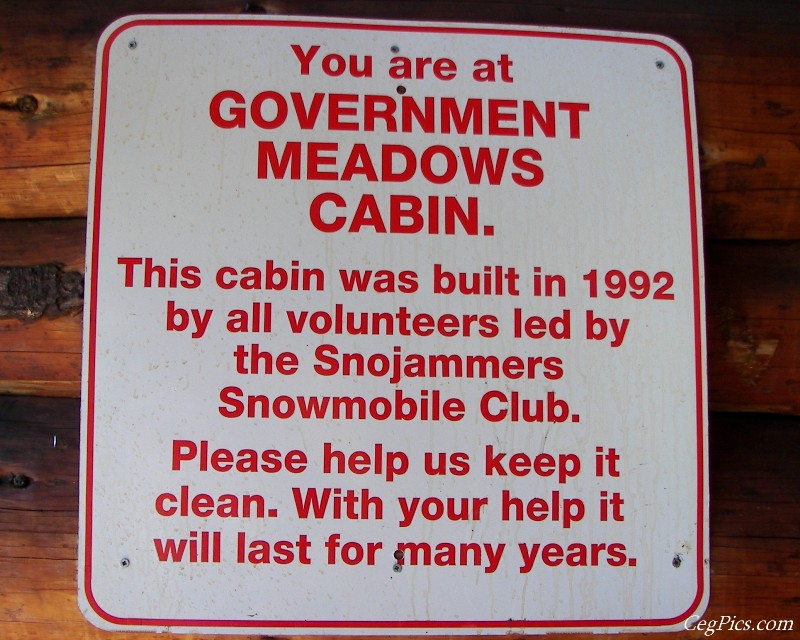 You are at
GOVERNMENT
MEADOWS
CABIN.
This cabin was built in 1992
by all volunteers led by
the Snojammers
Snowmobile Club.
Please help us keep it
clean. With your help it
will last for many years.
CegPics.com